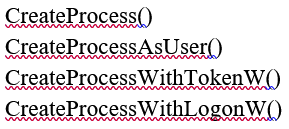 CreateProcess()
CreateProcessAsUser()
CreateProcessWithTokenW()
CreateProcessWithLogonW()